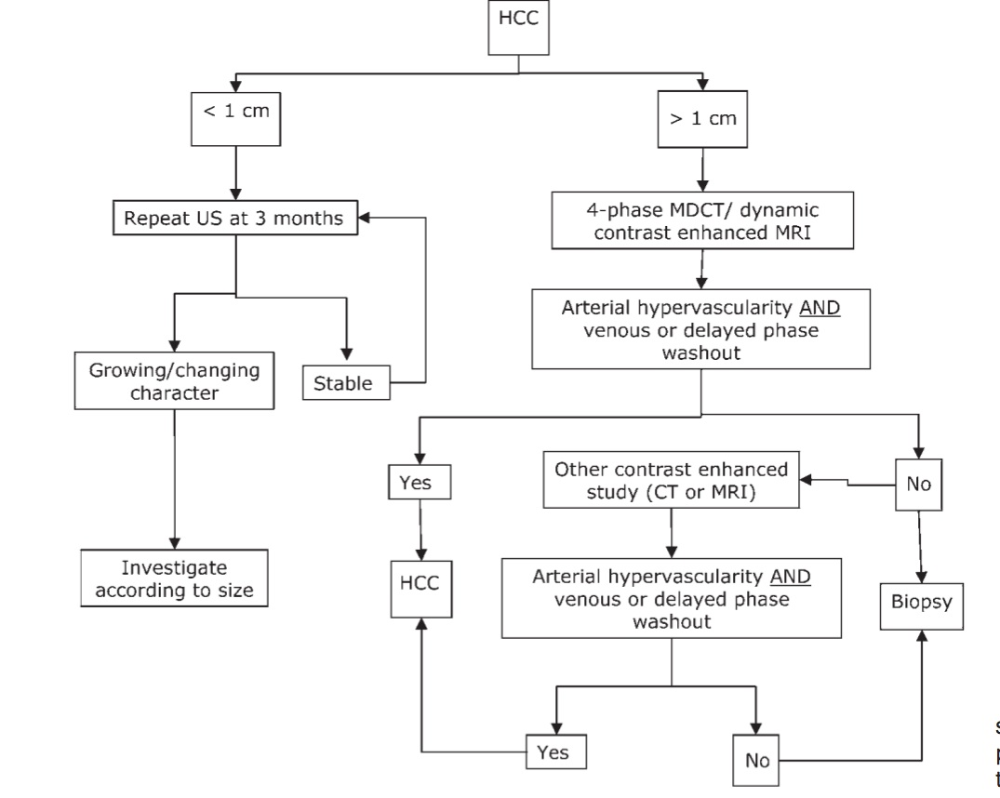 HCC
< 1 cm
> 1 cm
Repeat US at 3 months
4-phase MDCT/ dynamic
contrast enhanced MRI
Arterial hypervascularity AND
venous or delayed phase
washout
Growing/changing
character
Stable
Yes
Other contrast enhanced
study (CT or MRI)
No
Investigate
according to size
HCC
Arterial hypervascularity AND
venous or delayed phase
washout
Biopsy
Yes
No